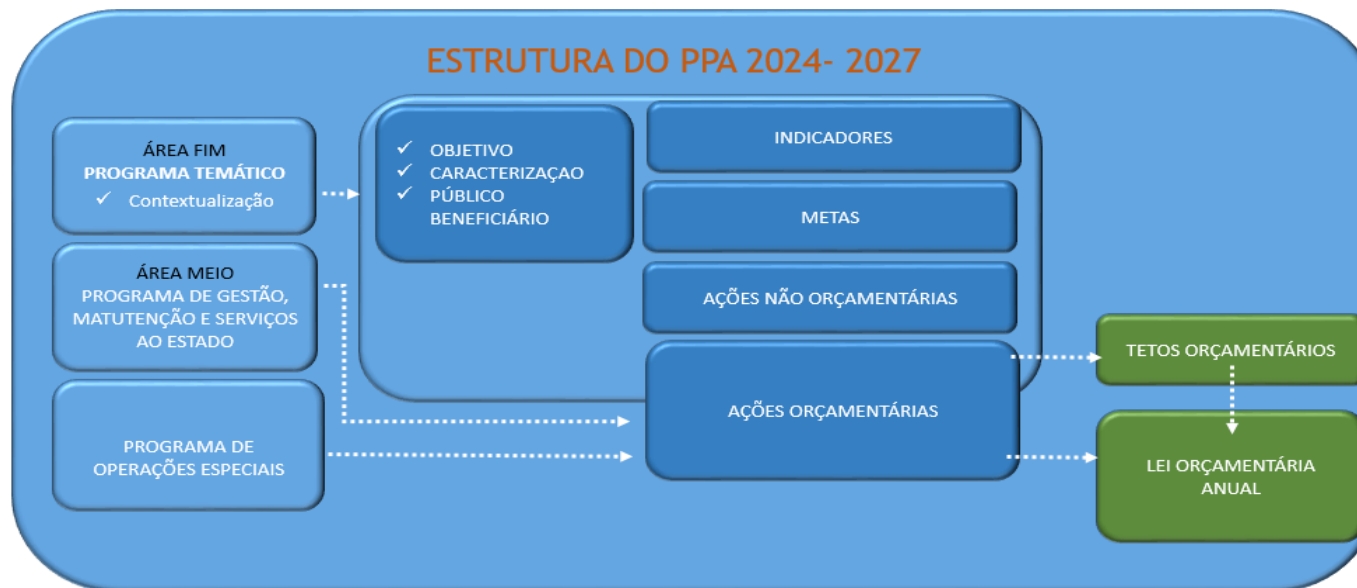 ESTRUTURA DO PPA 2024- 2027
ÁREA FIM
PROGRAMA TEMÁTICO
✓ Contextualização
ÁREA MEIO
PROGRAMA DE GESTÃO,
MATUTENÇÃO E SERVIÇOS
AO ESTADO
PROGRAMA DE
OPERAÇÕES ESPECIAIS
✓ OBJETIVO
✓ CARACTERIZAÇAO
✓ PÚBLICO
BENEFICIÁRIO
INDICADORES
METAS
AÇÕES NÃO ORÇAMENTÁRIAS
AÇÕES ORÇAMENTÁRIAS
TETOS ORÇAMENTÁRIOS
LEI ORÇAMENTÁRIA
ANUAL